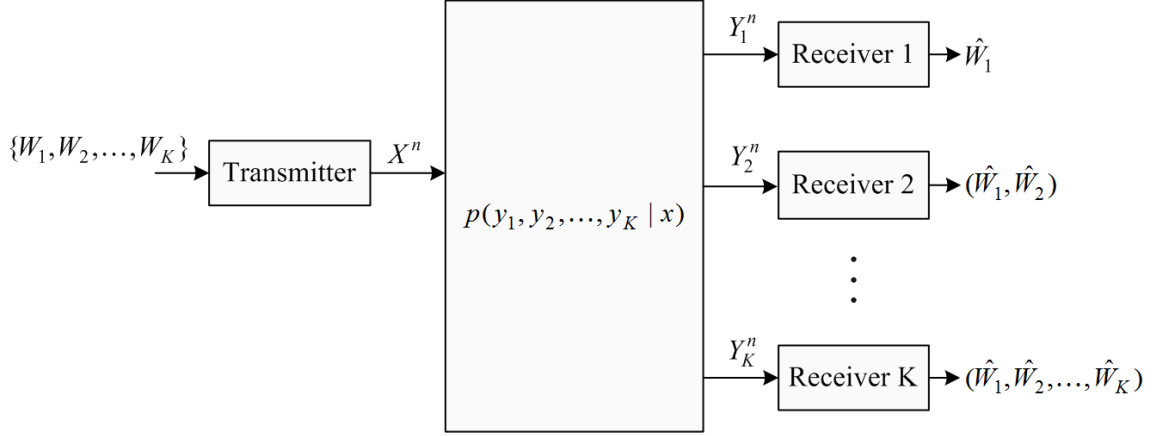 {W_1, W_2, ..., W_K}
Transmitter
X^n
p(y_1, y_2, ..., y_K | x)
Y_1^n
Receiver 1
Ŵ_1
Y_2^n
Receiver 2
(Ŵ_1, Ŵ_2)
⋮
Y_K^n
Receiver K
(Ŵ_1, Ŵ_2, ..., Ŵ_K)